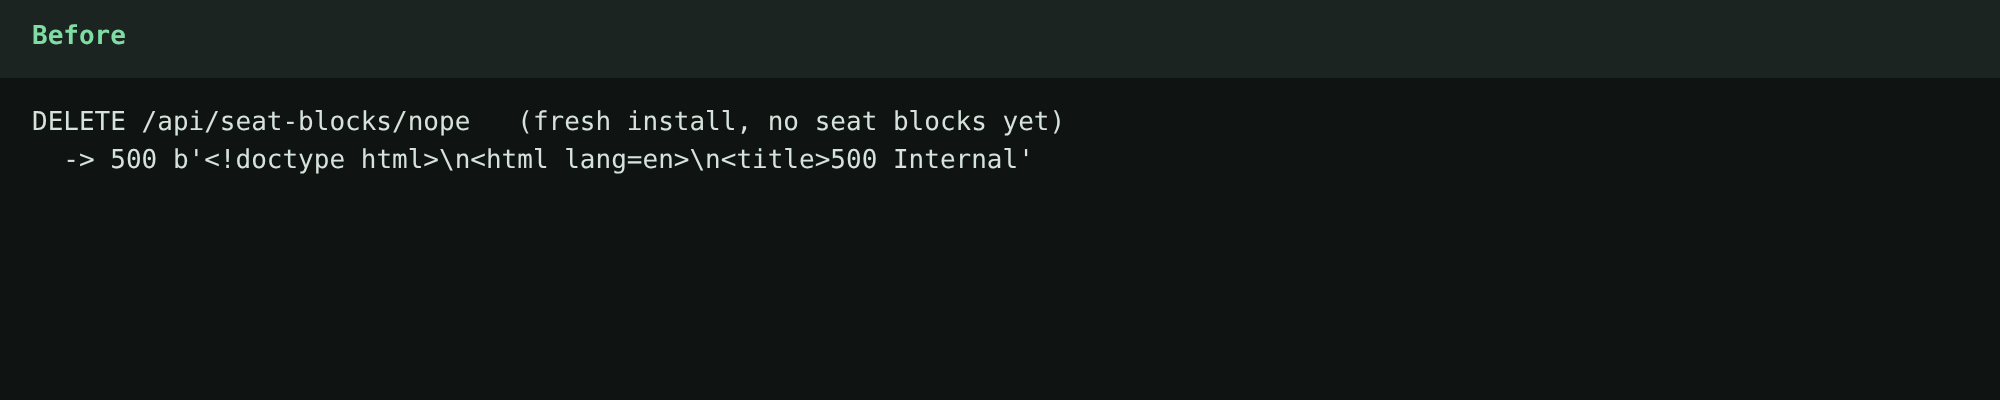 Before
DELETE /api/seat-blocks/nope   (fresh install, no seat blocks yet)
  -> 500 b'<!doctype html>\n<html lang=en>\n<title>500 Internal'